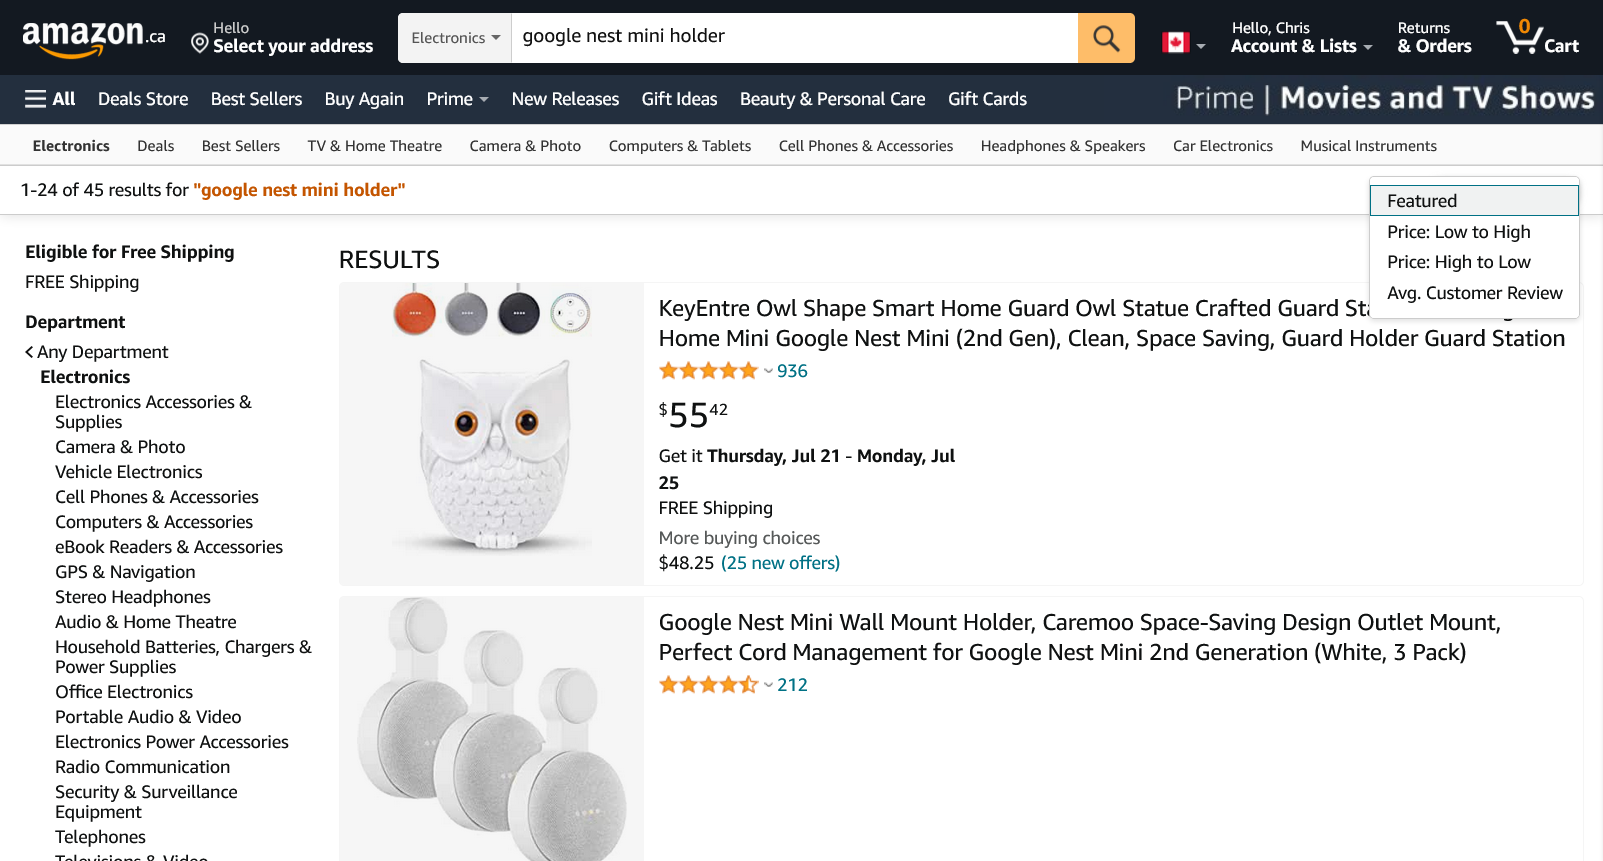 amazon.ca
Hello
Select your address
Electronics
google nest mini holder
Hello, Chris
Account & Lists
Returns
& Orders
0
Cart
All
Deals Store
Best Sellers
Buy Again
Prime
New Releases
Gift Ideas
Beauty & Personal Care
Gift Cards
Prime | Movies and TV Shows
Electronics
Deals
Best Sellers
TV & Home Theatre
Camera & Photo
Computers & Tablets
Cell Phones & Accessories
Headphones & Speakers
Car Electronics
Musical Instruments
1-24 of 45 results for "google nest mini holder"
Featured
Price: Low to High
Price: High to Low
Avg. Customer Review
Eligible for Free Shipping
FREE Shipping
Department
Any Department
Electronics
Electronics Accessories &
Supplies
Camera & Photo
Vehicle Electronics
Cell Phones & Accessories
Computers & Accessories
eBook Readers & Accessories
GPS & Navigation
Stereo Headphones
Audio & Home Theatre
Household Batteries, Chargers &
Power Supplies
Office Electronics
Portable Audio & Video
Electronics Power Accessories
Radio Communication
Security & Surveillance
Equipment
Telephones
Televisions & Video
RESULTS
KeyEntre Owl Shape Smart Home Guard Owl Statue Crafted Guard
Home Mini Google Nest Mini (2nd Gen), Clean, Space Saving, Guard Holder Guard Station
936
$55 42
Get it Thursday, Jul 21 - Monday, Jul
25
FREE Shipping
More buying choices
$48.25 (25 new offers)
Google Nest Mini Wall Mount Holder, Caremoo Space-Saving Design Outlet Mount,
Perfect Cord Management for Google Nest Mini 2nd Generation (White, 3 Pack)
212